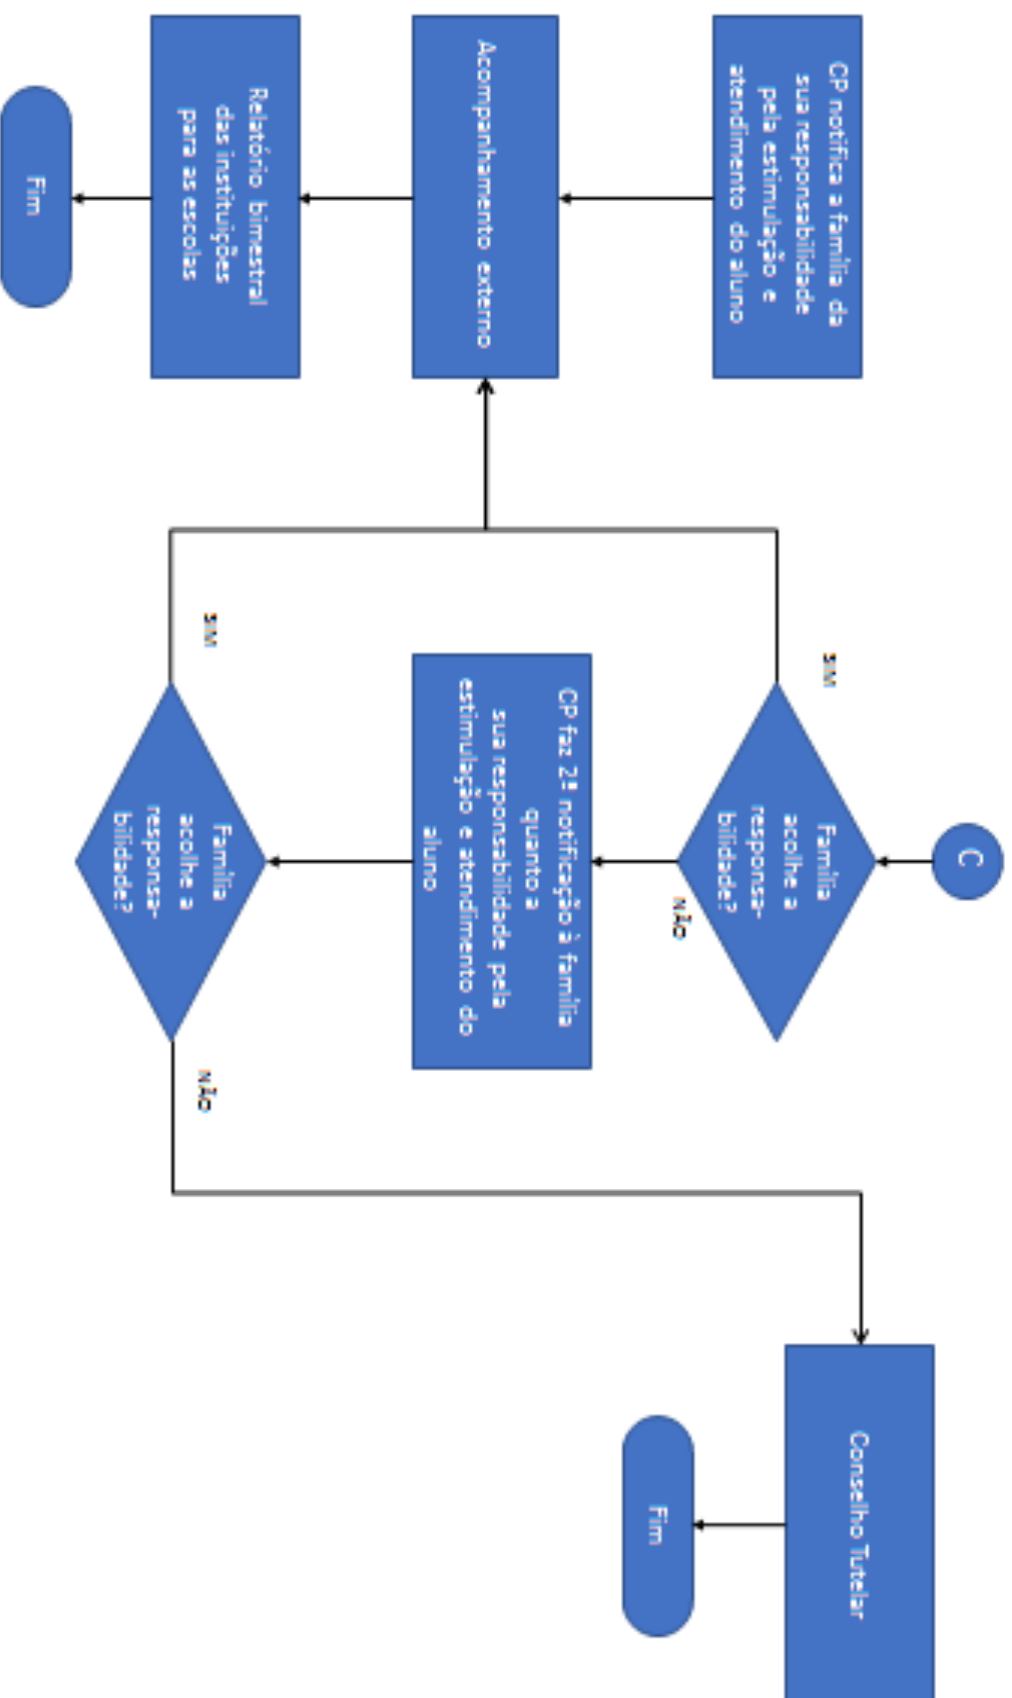 CP notifica a família da
sua responsabilidade
pela estimulação e
atendimento do aluno
Acompanhamento externo
Relatório bimestral
das instituições
para as escolas
Fim
C
Família
acolhe a
responsa-
bilidade?
SIM
NÃO
CP faz 2ª notificação à família
quanto a
sua responsabilidade pela
estimulação e atendimento do
aluno
Família
acolhe a
responsa-
bilidade?
SIM
NÃO
Conselho Tutelar
Fim